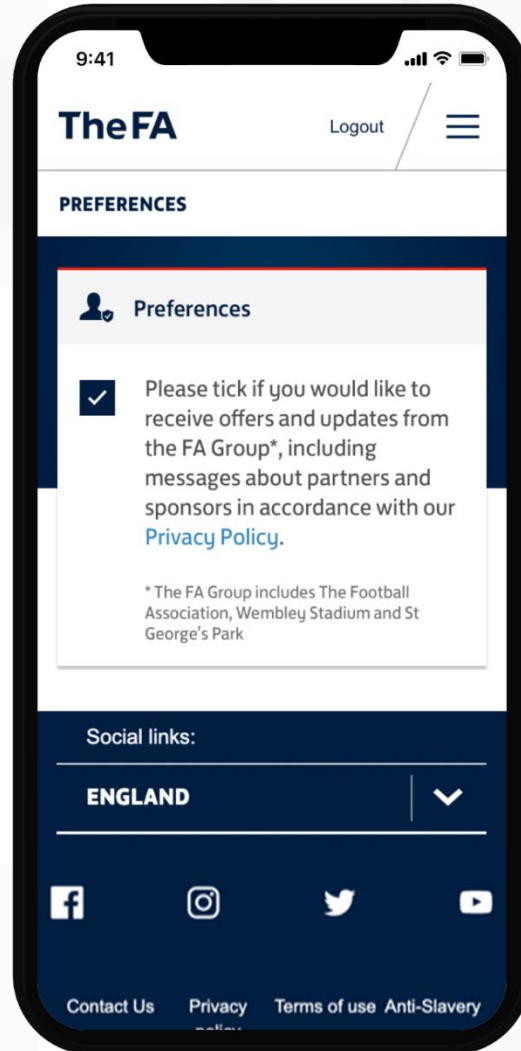 9:41
TheFA
Logout
PREFERENCES
Preferences
Please tick if you would like to
receive offers and updates from
the FA Group*, including
messages about partners and
sponsors in accordance with our
Privacy Policy.
* The FA Group includes The Football
Association, Wembley Stadium and St
George's Park
Social links:
ENGLAND
Contact Us Privacy Terms of use Anti-Slavery
policy